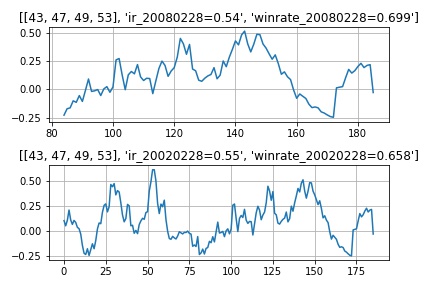 [[43, 47, 49, 53], 'ir_20080228=0.54', 'winrate_20080228=0.699']
0.50
0.25
0.00
−0.25
80 100 120 140 160 180
[[43, 47, 49, 53], 'ir_20020228=0.55', 'winrate_20020228=0.658']
0.50
0.25
0.00
−0.25
0 25 50 75 100 125 150 175